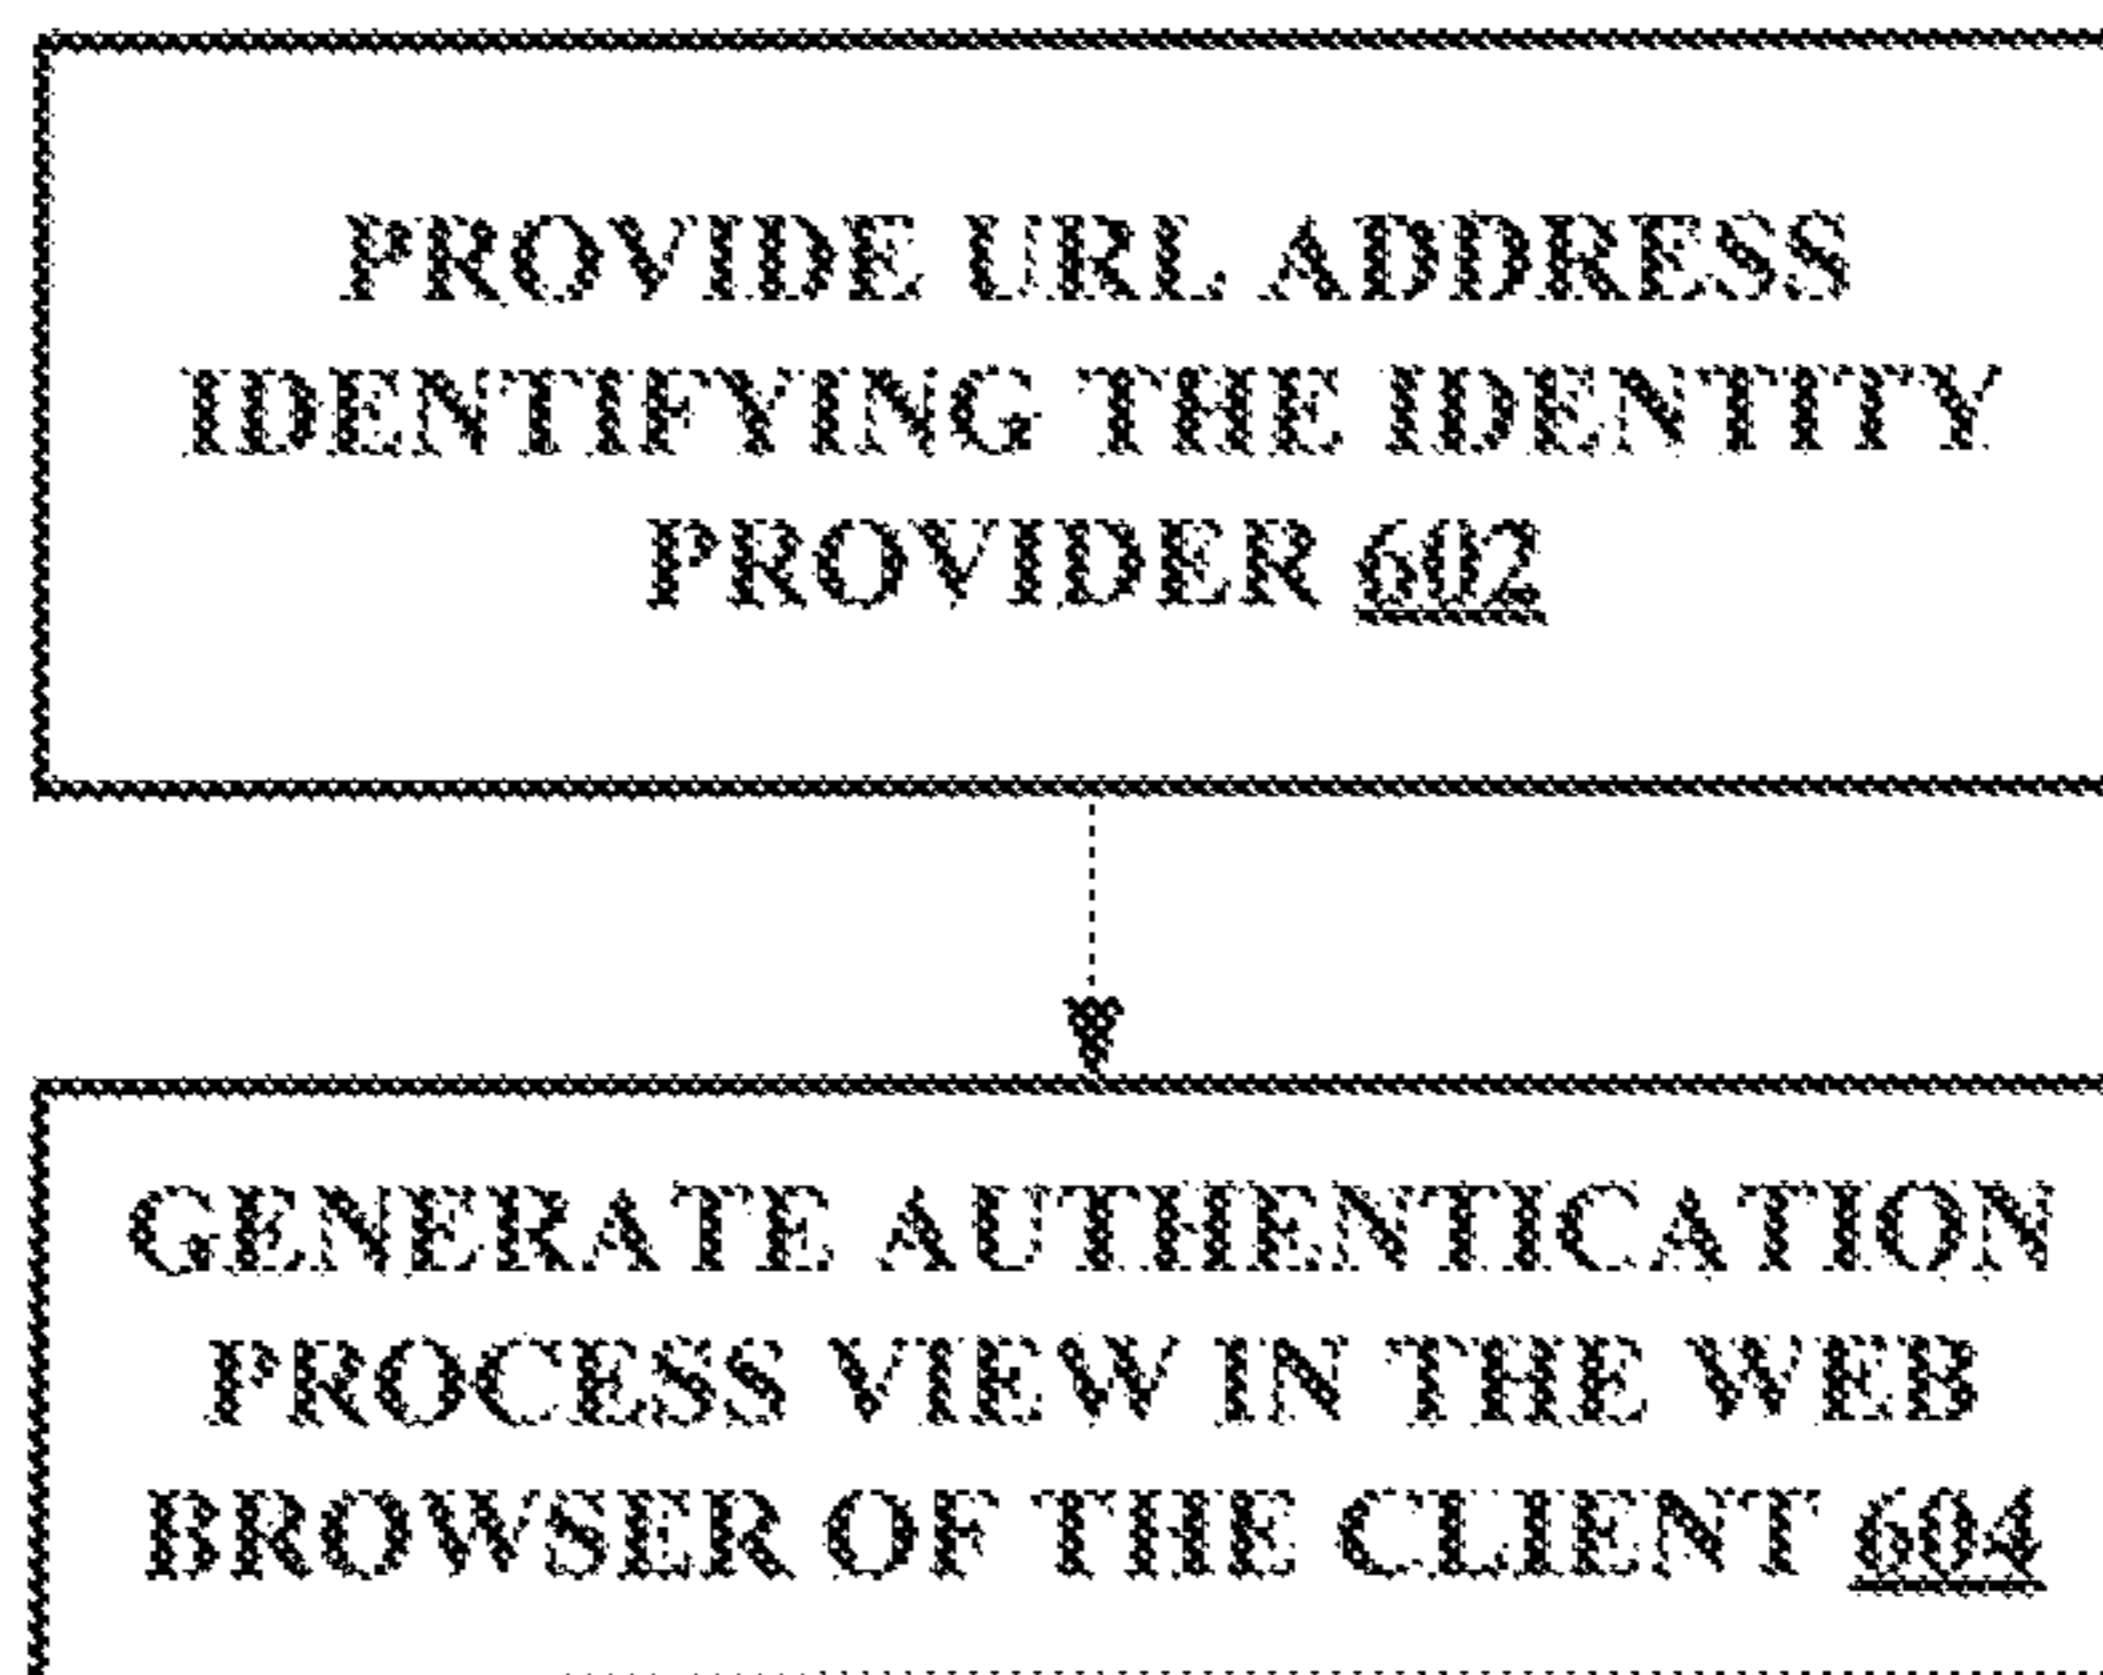 PROVIDE URL ADDRESS
IDENTIFYING THE IDENTITY
PROVIDER 602
GENERATE AUTHENTICATION
PROCESS VIEW IN THE WEB
BROWSER OF THE CLIENT 604